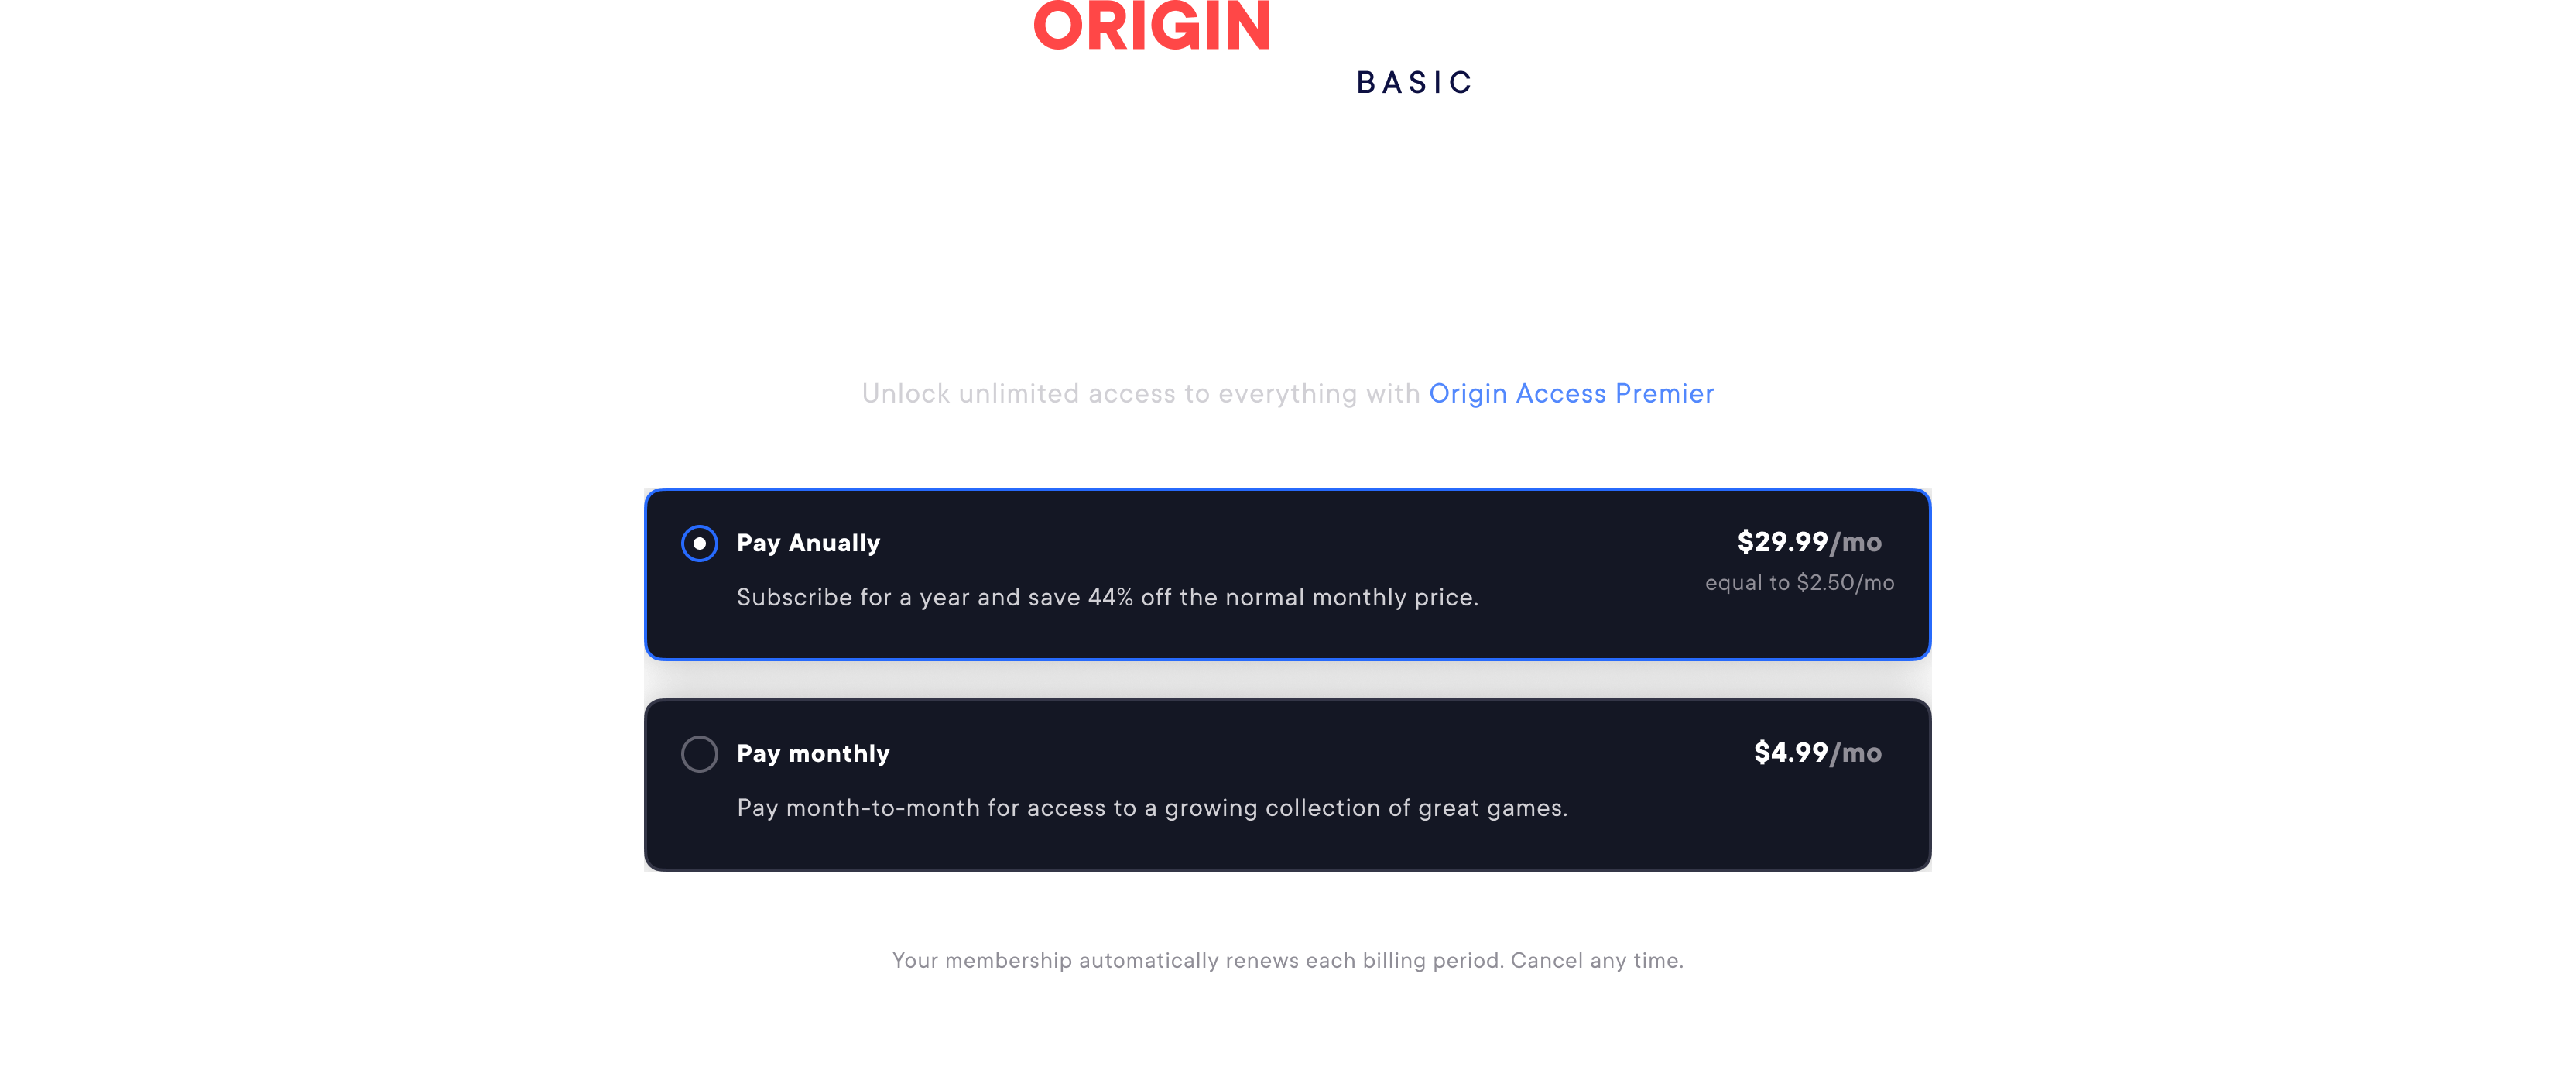 ORIGIN
BASIC
Unlock unlimited access to everything with Origin Access Premier
Pay Anually
$29.99/mo
equal to $2.50/mo
Subscribe for a year and save 44% off the normal monthly price.
Pay monthly
$4.99/mo
Pay month-to-month for access to a growing collection of great games.
Your membership automatically renews each billing period. Cancel any time.